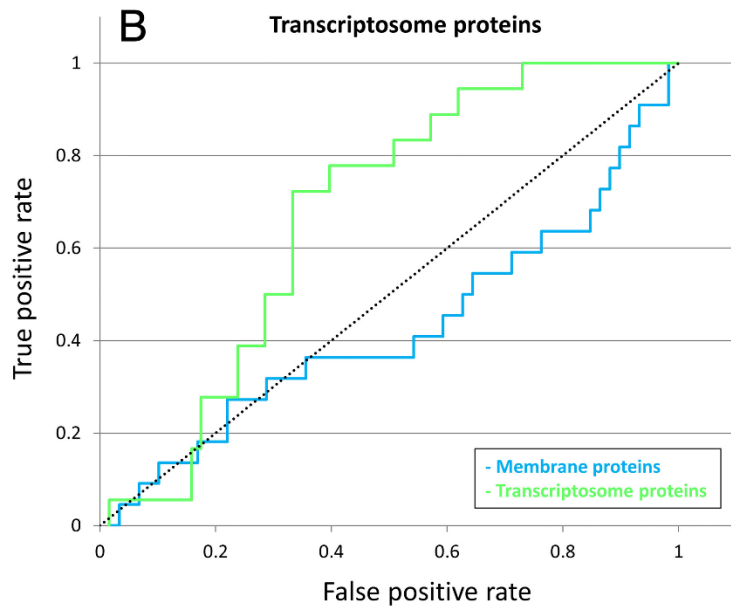 B
Transcriptosome proteins
True positive rate
1
0.8
0.6
0.4
0.2
0
0
0.2
0.4
0.6
0.8
1
False positive rate
- Membrane proteins
- Transcriptosome proteins